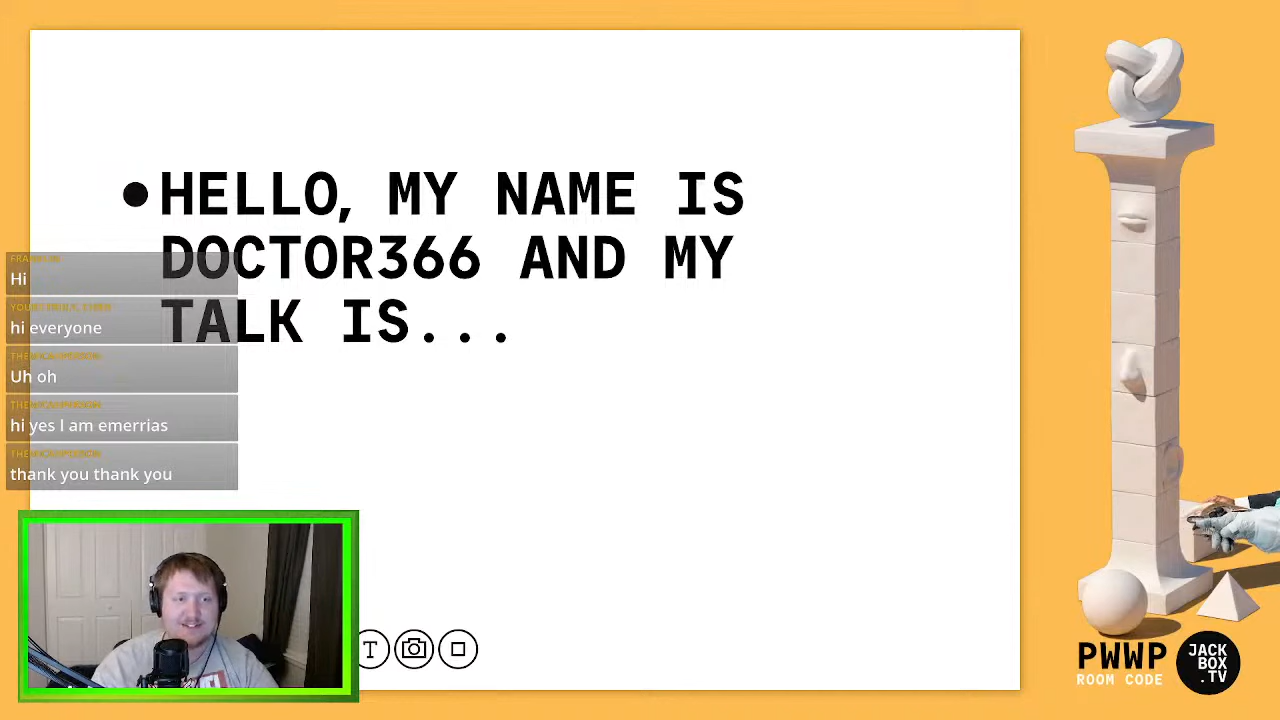 HELLO, MY NAME IS
DOCTOR366 AND MY
TALK IS...
Hi
hi everyone
Uh oh
hi yes I am emerrias
thank you thank you
T
PWWP
ROOM CODE
JACK
BOX
.TV